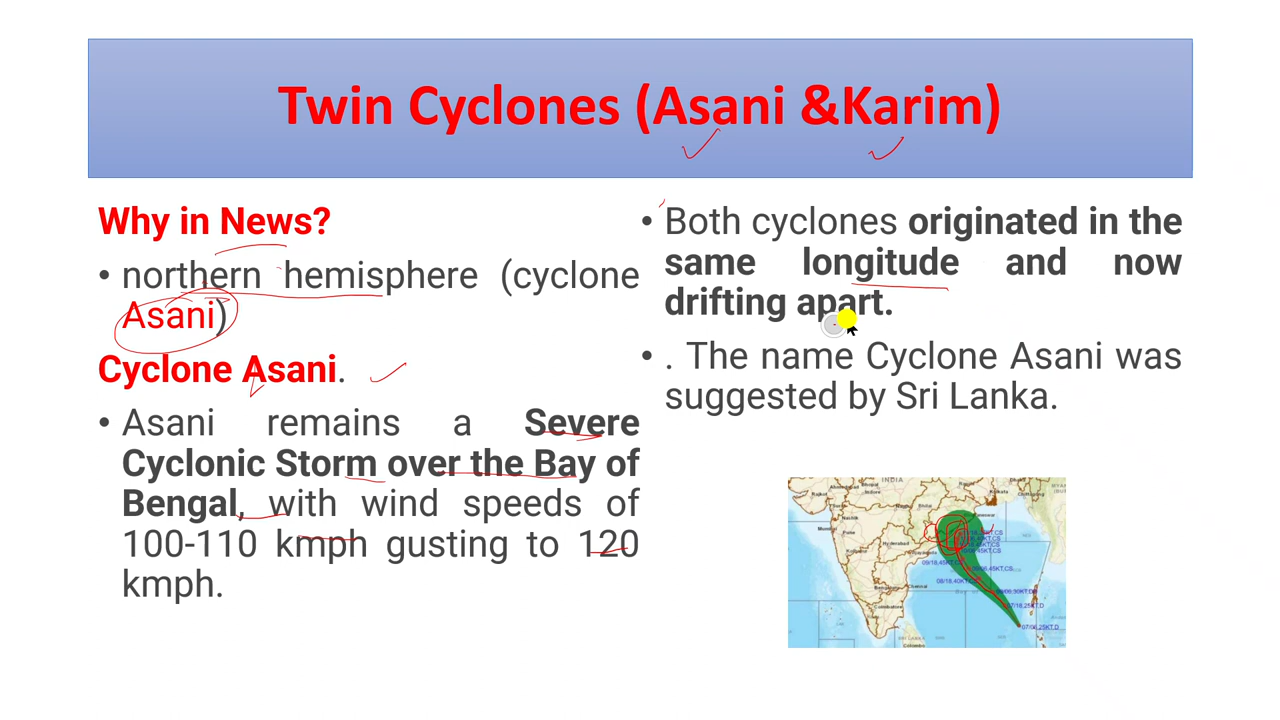 Twin Cyclones (Asani &Karim)
Why in News?
• northern hemisphere (cyclone
Asani)
Cyclone Asani.
• Asani remains a Severe
Cyclonic Storm over the Bay of
Bengal, with wind speeds of
100-110 kmph gusting to 120
kmph.
• Both cyclones originated in the
same longitude and now
drifting apart.
• . The name Cyclone Asani was
suggested by Sri Lanka.
INDIA